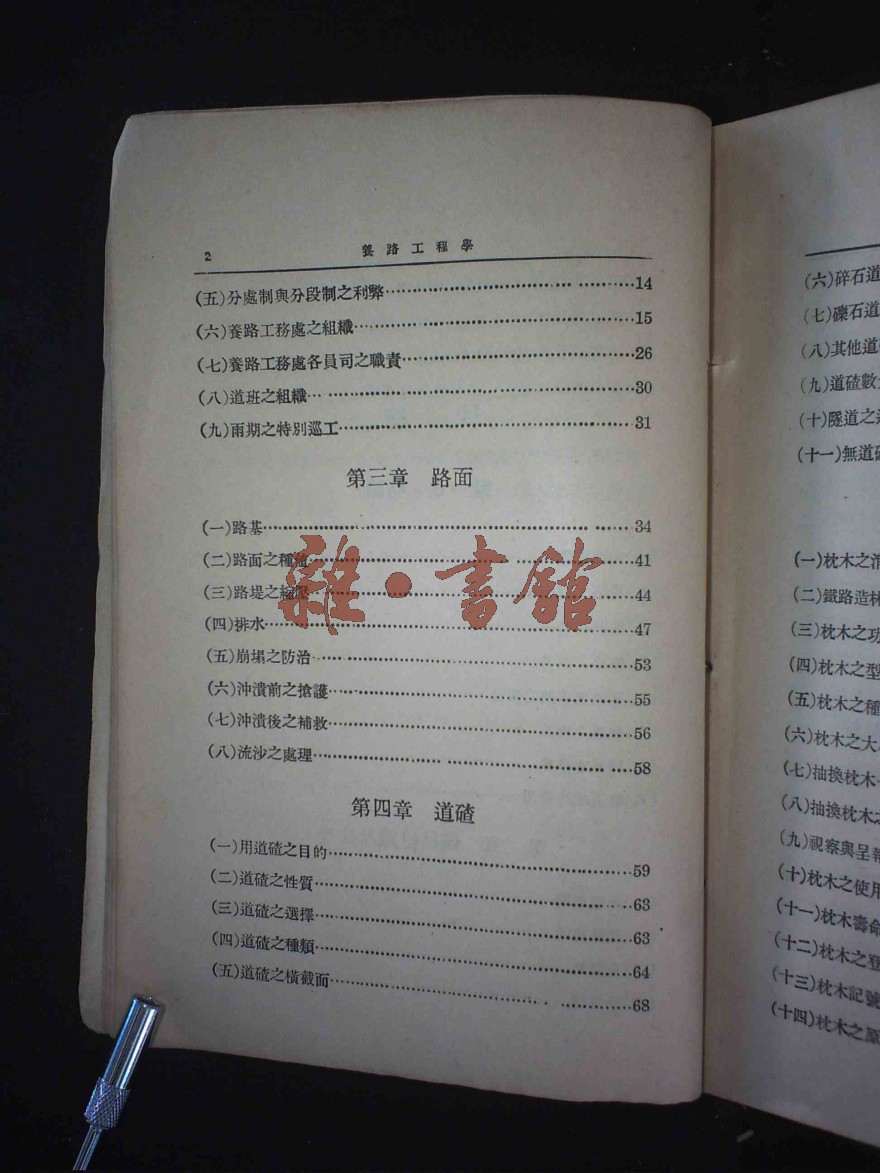 2 養路工程學
(五)分處制與分段制之利弊 14
(六)養路工務處之組織 15
(七)養路工務處各員司之職責 26
(八)道班之組織 30
(九)雨期之特別巡工 31
第三章 路面
(一)路基 34
(二)路面之種植 41
(三)路堤之縮 44
(四)排水 47
(五)崩塌之防治 53
(六)沖潰前之搶護 55
(七)沖潰後之補救 56
(八)流沙之處理 58
第四章 道碴
(一)用道碴之目的 59
(二)道碴之性質 63
(三)道碴之選擇 63
(四)道碴之種類 64
(五)道碴之橫截面 68
雜·書館
(六)碎石道
(七)礫石道
(八)其他道
(九)道碴數
(十)隧道之
(十一)無道
(一)枕木之
(二)鐵路造林
(三)枕木之功
(四)枕木之型
(五)枕木之種
(六)枕木之大
(七)抽換枕木
(八)抽換枕木
(九)視察與呈報
(十)枕木之使用
(十一)枕木壽命
(十二)枕木之登
(十三)枕木記號
(十四)枕木之原